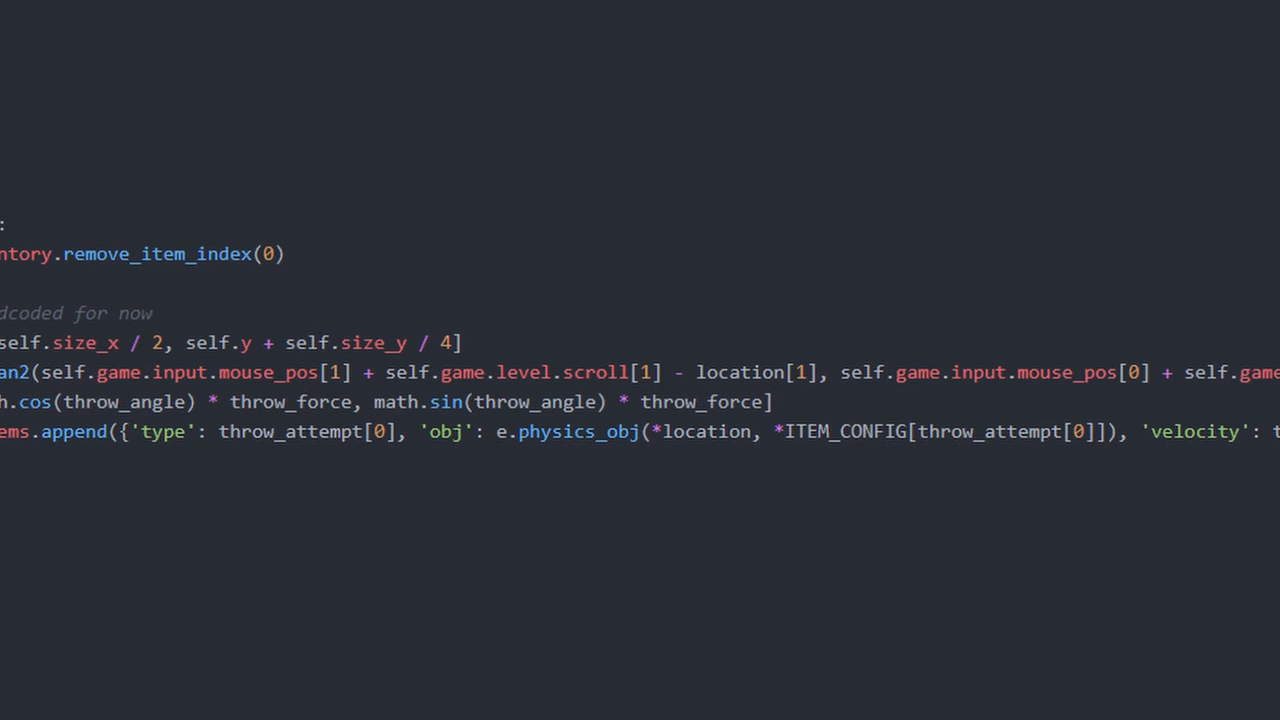 :
ntory.remove_item_index(0)
dcoded for now
self.size_x / 2, self.y + self.size_y / 4]
an2(self.game.input.mouse_pos[1] + self.game.level.scroll[1] - location[1], self.game.input.mouse_pos[0] + self.game
h.cos(throw_angle) * throw_force, math.sin(throw_angle) * throw_force]
ems.append({'type': throw_attempt[0], 'obj': e.physics_obj(*location, *ITEM_CONFIG[throw_attempt[0]]), 'velocity': t